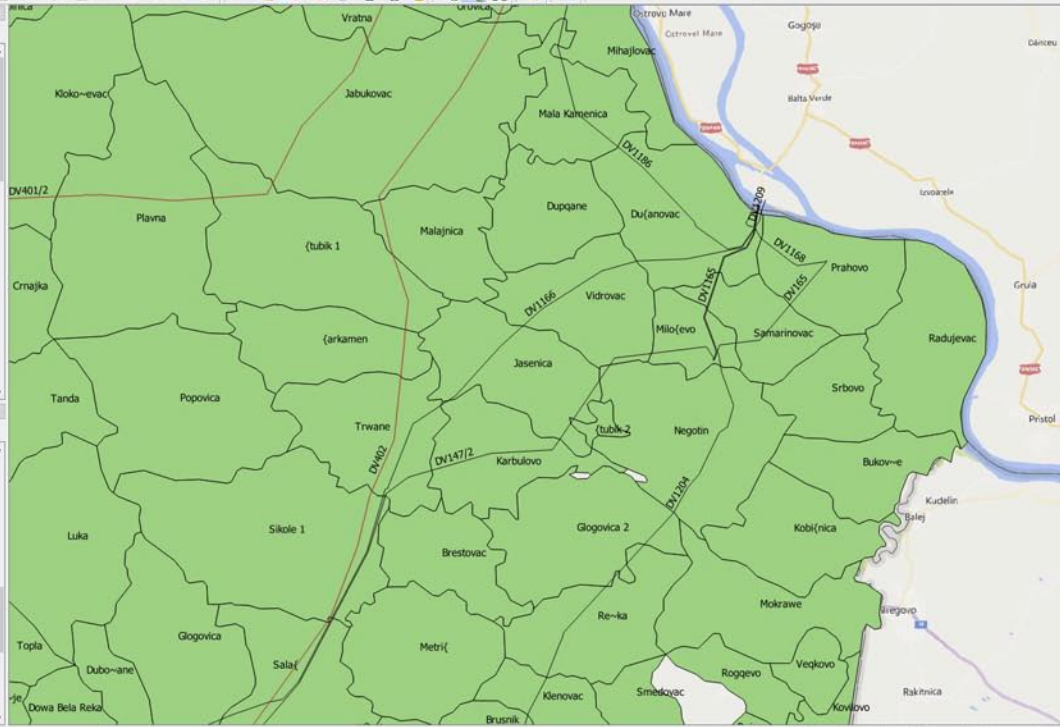 Vratna
Ostrovu Mare
Gogoșu
Ostrovel Mare
Mihajlovac
Dănceu
Kloko~evac
Jabukovac
Balta Verde
Mala Kamenica
DV1186
DV401/2
Izvoarele
DV1209
Plavna
Dupqane
Du{anovac
Malajnica
{tubik 1
DV1168
Prahovo
Crnajka
DV1165
DV165
Gruia
DV1166
Vidrovac
Milo{evo
Samarinovac
{arkamen
Radujevac
Jasenica
Srbovo
Tanda
Popovica
Trwane
{tubik 2
Negotin
Pristol
DV402
DV147/2
Karbulovo
Bukov~e
DV1204
Kudelin
Balej
Luka
Sikole 1
Glogovica 2
Kobi{nica
Brestovac
Mokrawe
Re~ka
Bregovo
Glogovica
Topla
Metri{
Sala{
Dubo~ane
Rogqevo
Veqkovo
Smedovac
Rakitnica
Klenovac
Dowa Bela Reka
Kovilovo
Brusnik